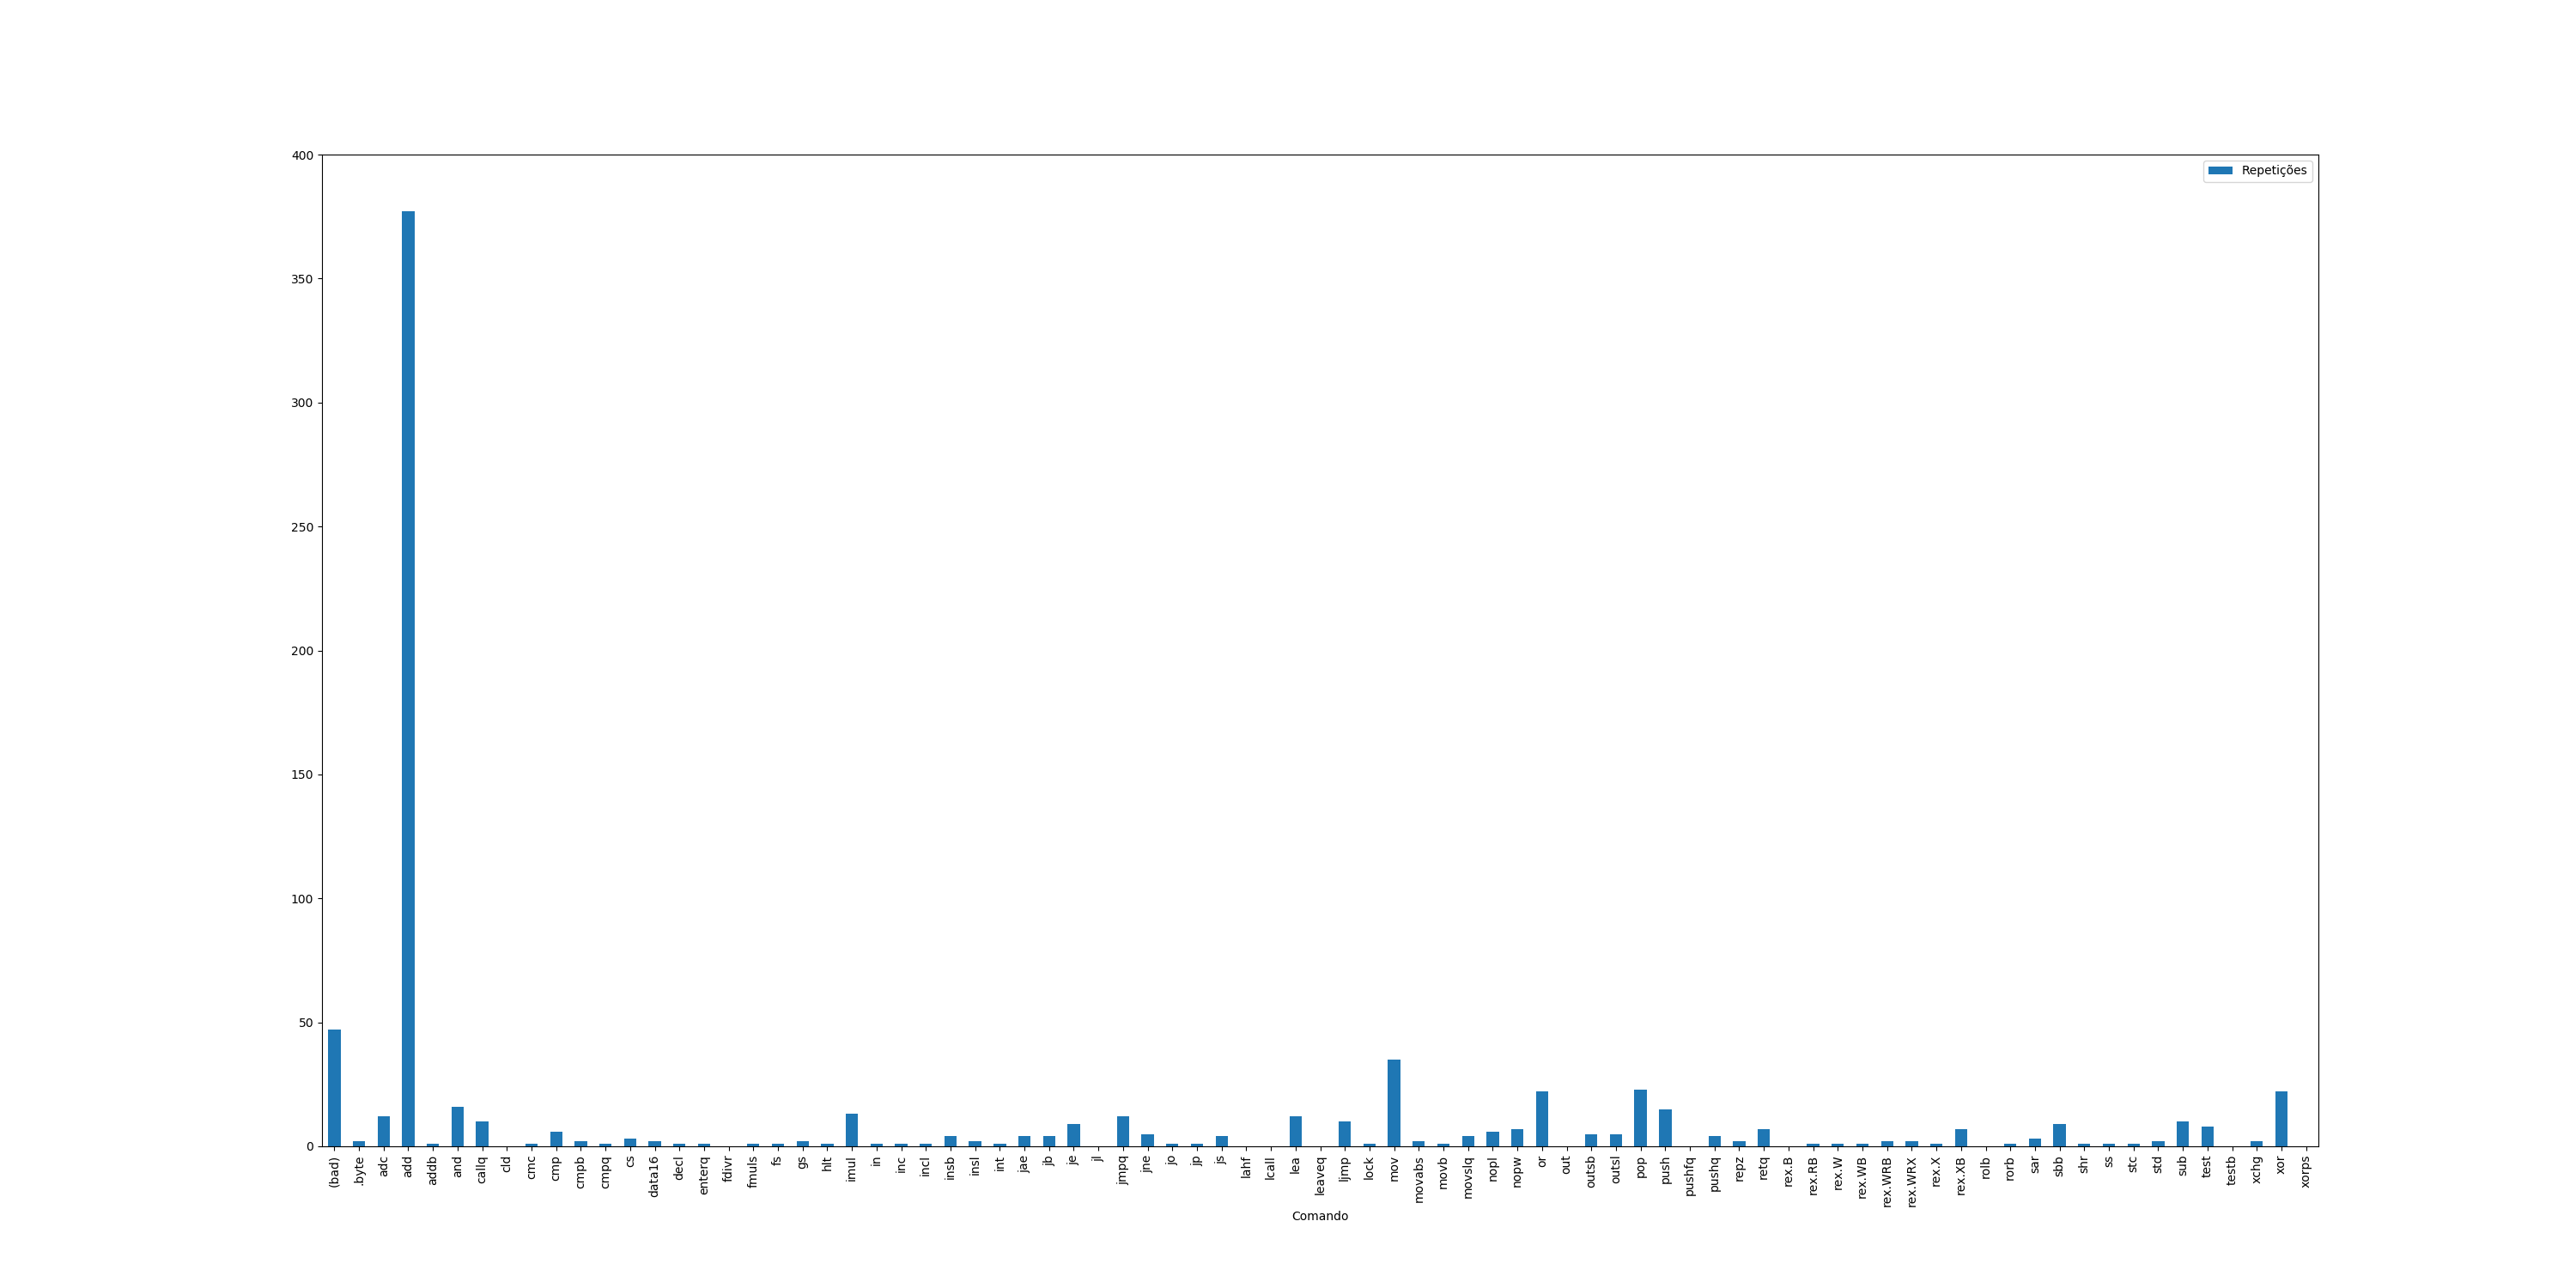 400
Repetições
350
300
250
200
150
100
50
0
(bad)
.byte
adc
add
addb
and
callq
cld
cmc
cmp
cmpb
cmpq
cs
data16
decl
enterq
fdivr
fmuls
fs
gs
hlt
imul
in
inc
incl
insb
insl
int
jae
jb
je
jl
jmpq
jne
jo
jp
js
lahf
lcall
lea
leaveq
ljmp
lock
mov
movabs
movb
movslq
nopl
nopw
or
out
outsb
outsl
pop
push
pushfq
pushq
repz
retq
rex.B
rex.RB
rex.W
rex.WB
rex.WRB
rex.WRX
rex.X
rex.XB
rolb
rorb
sar
sbb
shr
ss
stc
std
sub
test
testb
xchg
xor
xorps
Comando